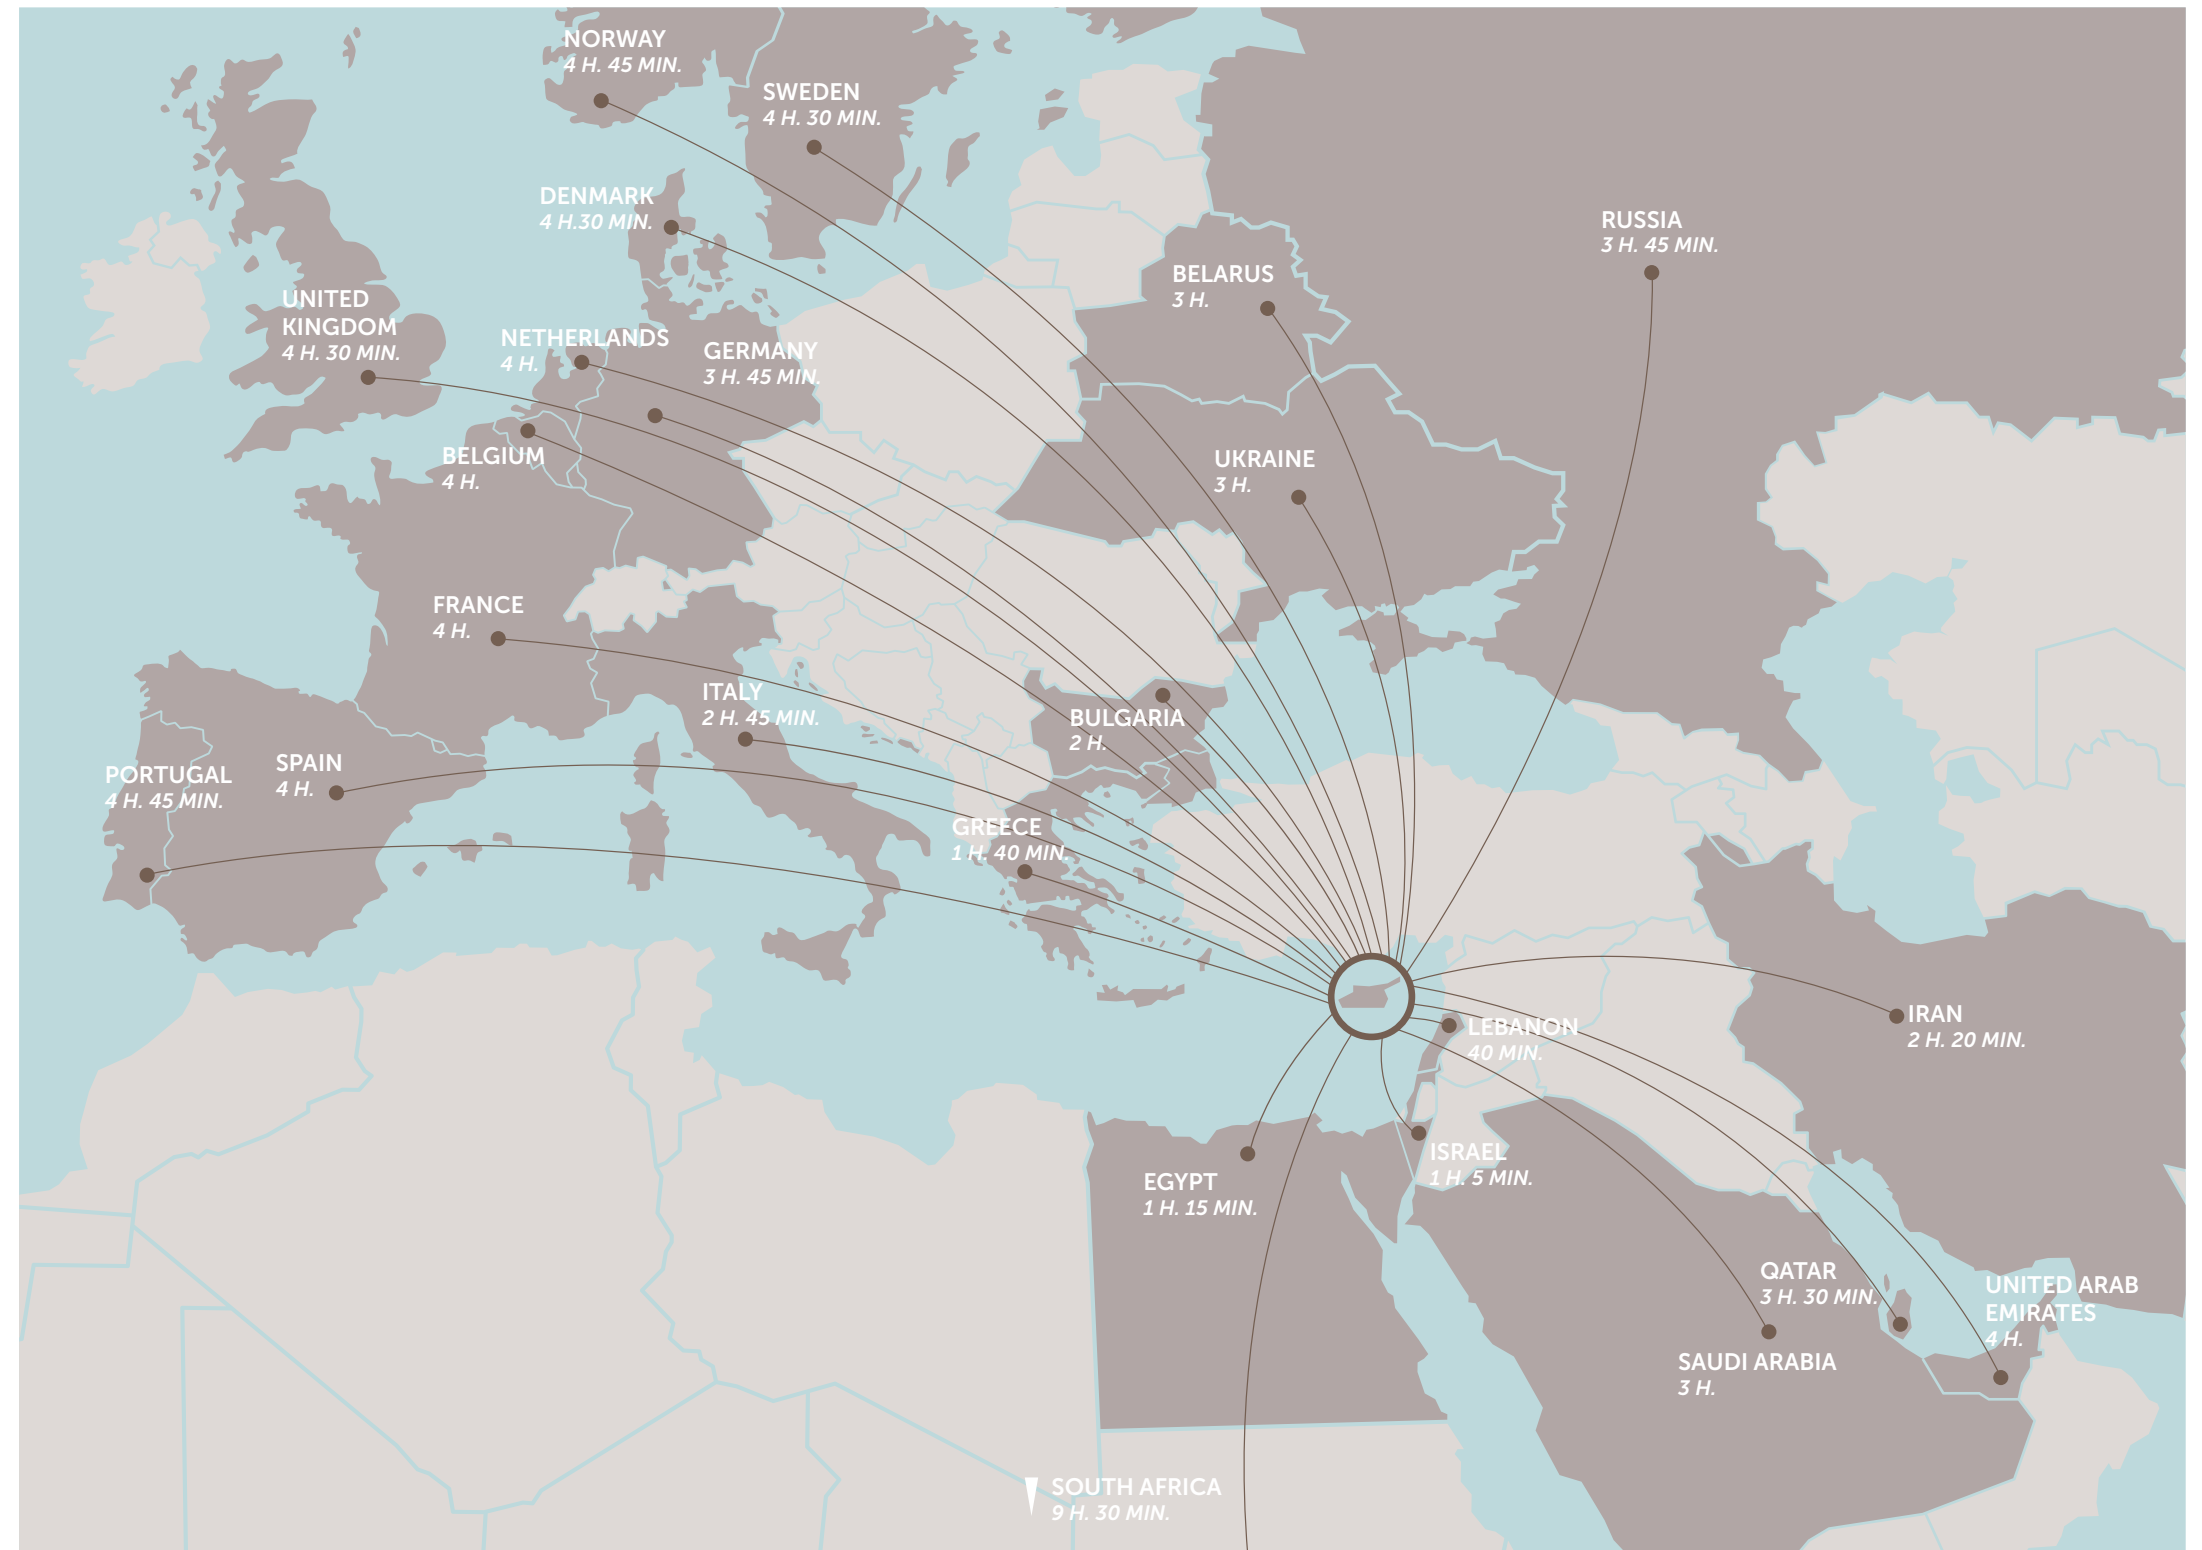 NORWAY
4 H. 45 MIN.
SWEDEN
4 H. 30 MIN.
DENMARK
4 H.30 MIN.
RUSSIA
3 H. 45 MIN.
BELARUS
3 H.
UNITED
KINGDOM
4 H. 30 MIN.
NETHERLANDS
4 H.
GERMANY
3 H. 45 MIN.
BELGIUM
4 H.
UKRAINE
3 H.
FRANCE
4 H.
ITALY
2 H. 45 MIN.
BULGARIA
2 H.
PORTUGAL
4 H. 45 MIN.
SPAIN
4 H.
GREECE
1 H. 40 MIN.
IRAN
2 H. 20 MIN.
LEBANON
40 MIN.
ISRAEL
1 H. 5 MIN.
EGYPT
1 H. 15 MIN.
QATAR
3 H. 30 MIN.
UNITED ARAB
EMIRATES
4 H.
SAUDI ARABIA
3 H.
SOUTH AFRICA
9 H. 30 MIN.